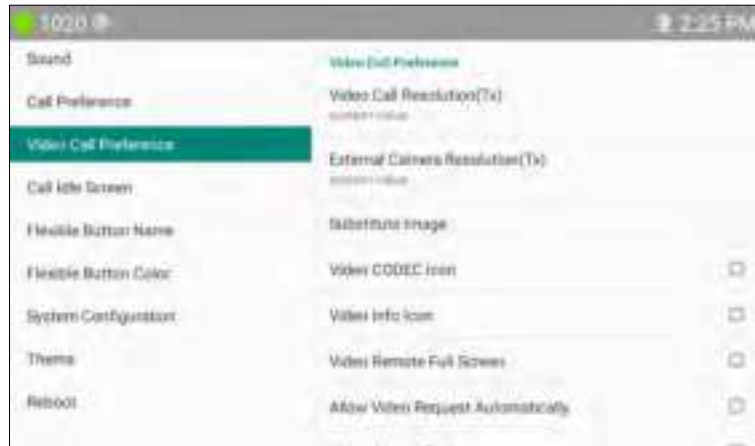 1020
2:25 PM
Sound
Call Preference
Video Call Preference
Call Idle Screen
Flexible Button Name
Flexible Button Color
System Configuration
Theme
Reboot
Video Call Preference
Video Call Resolution(Tx)
External Camera Resolution(Tx)
Substitute Image
Video CODEC Icon
Video Info Icon
Video Remote Full Screen
Allow Video Request Automatically